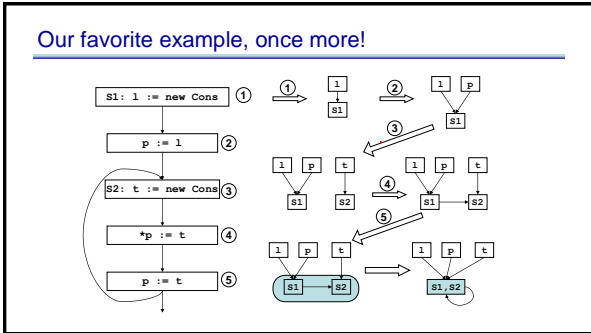 Our favorite example, once more!
S1: l := new Cons 1
p := l 2
S2: t := new Cons 3
*p := t 4
p := t 5
1
l
S1
2
l p
S1
3
l p t
S1 S2
4
l p t
S1 S2
5
l p t
S1 S2
l p t
S1,S2